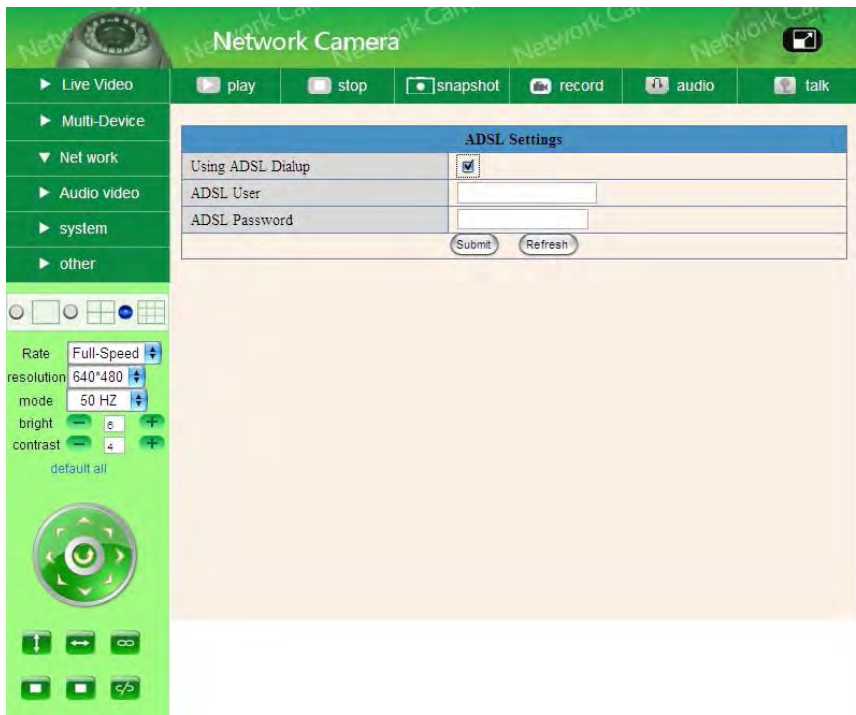 Network Camera
Live Video
play
stop
snapshot
record
audio
talk
Multi-Device
Net work
Audio video
system
other
ADSL Settings
Using ADSL Dialup
ADSL User
ADSL Password
Submit
Refresh
Rate Full-Speed
resolution 640*480
mode 50 HZ
bright 6
contrast 4
default all